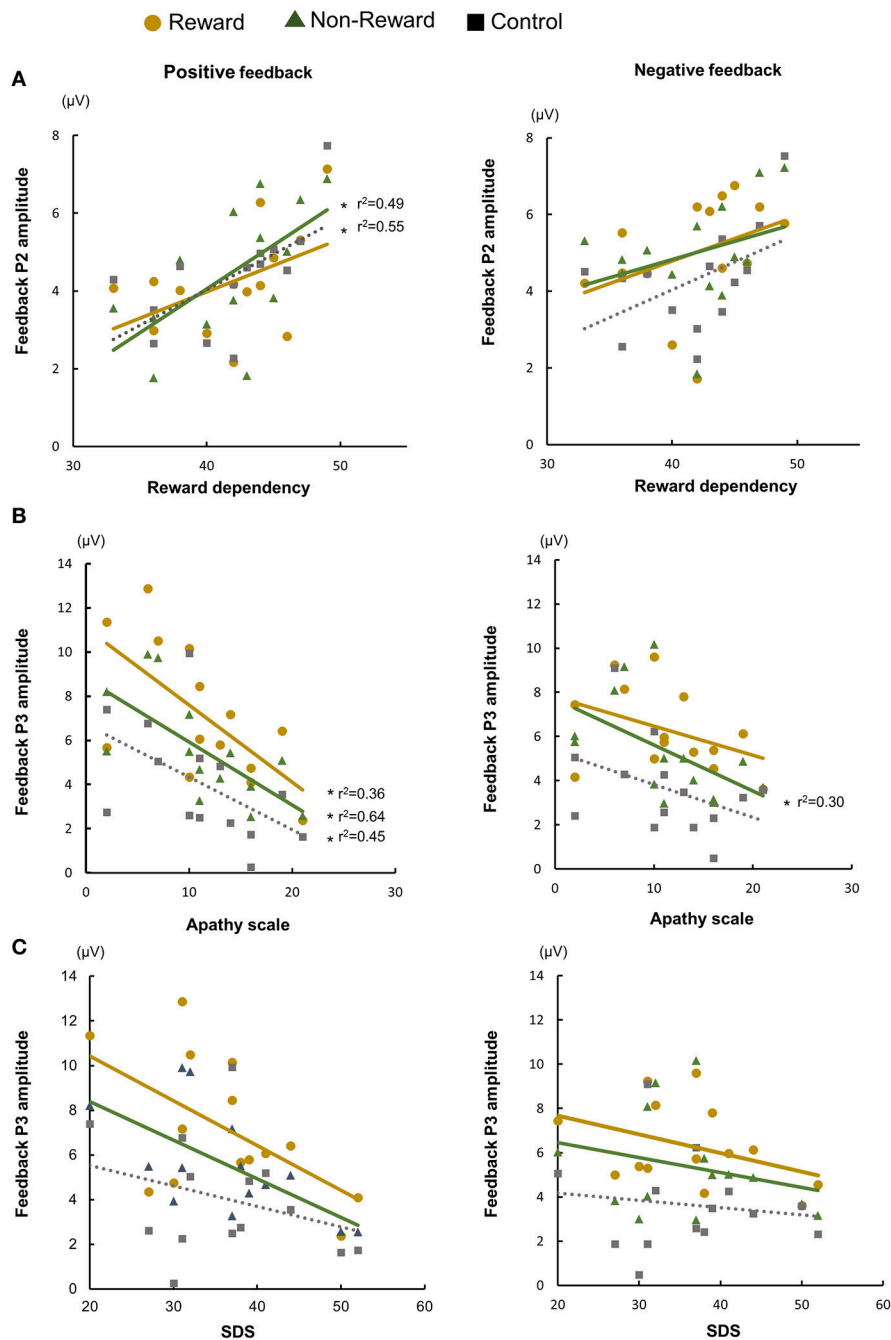 Reward Non-Reward Control
Positive feedback Negative feedback
A
(μV)
Feedback P2 amplitude
8
6
4
2
0
30 40 50
Reward dependency
* r²=0.49
* r²=0.55
Feedback P2 amplitude
8
6
4
2
0
30 40 50
Reward dependency
B
(μV)
Feedback P3 amplitude
14
12
10
8
6
4
2
0
0 10 20 30
Apathy scale
* r²=0.36
* r²=0.64
* r²=0.45
(μV)
Feedback P3 amplitude
14
12
10
8
6
4
2
0
0 10 20 30
Apathy scale
* r²=0.30
C
(μV)
Feedback P3 amplitude
14
12
10
8
6
4
2
0
20 30 40 50 60
SDS
(μV)
Feedback P3 amplitude
14
12
10
8
6
4
2
0
20 30 40 50 60
SDS